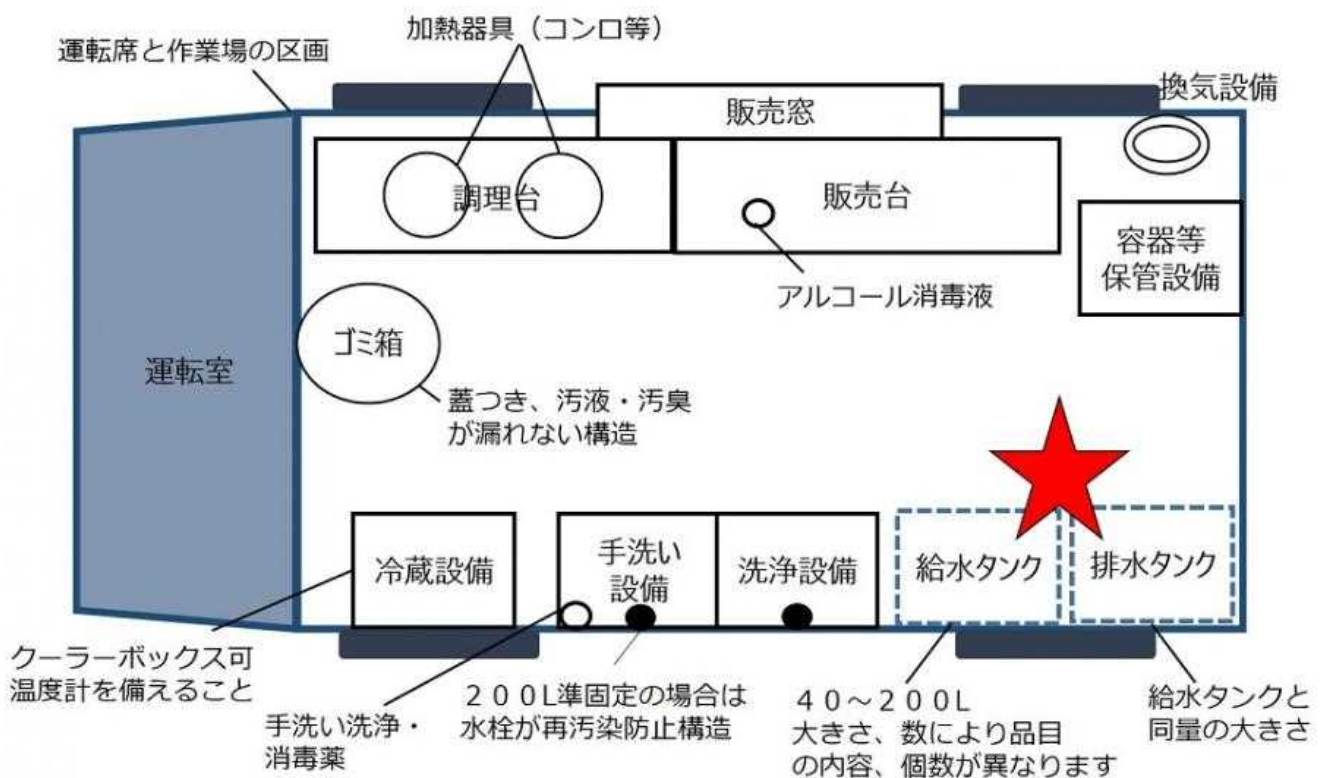 加熱器具（コンロ等）
運転席と作業場の区画
換気設備
販売窓
調理台
販売台
容器等
保管設備
アルコール消毒液
ゴミ箱
運転室
蓋つき、汚液・汚臭
が漏れない構造
冷蔵設備
手洗い
設備
洗浄設備
給水タンク
排水タンク
クーラーボックス可
温度計を備えること
手洗い洗浄・
消毒薬
２００L準固定の場合は
水栓が再汚染防止構造
４０～２００L
大きさ、数により品目
の内容、個数が異なります
給水タンクと
同量の大きさ